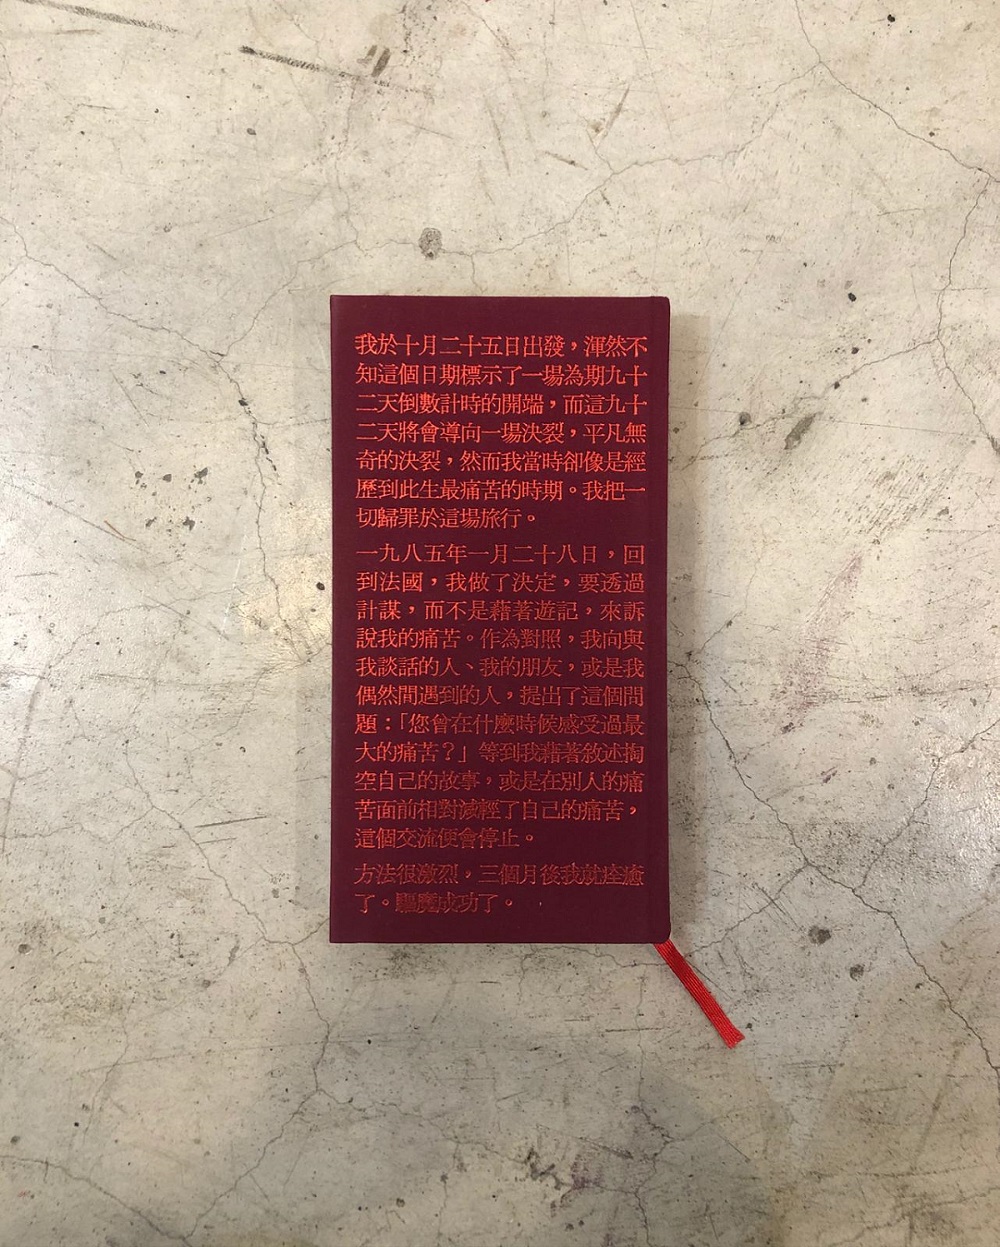 我於十月二十五日出發，渾然不
知這個日期標示了一場為期九十
二天倒數計時的開端，而這九十
二天將會導向一場決裂，平凡無
奇的決裂，然而我當時卻像是經
歷到此生最痛苦的時期。我把一
切歸罪於這場旅行。
一九八五年一月二十八日，回
到法國，我做了決定，要透過
計謀，而不是藉著遊記，來訴
說我的痛苦。作為對照，我向與
我談話的人、我的朋友，或是我
偶然間遇到的人，提出了這個問
題：「您曾在什麼時候感受過最
大的痛苦？」等到我藉著敘述掏
空自己的故事，或是在別人的痛
苦面前相對減輕了自己的痛苦，
這個交流便會停止。
方法很激烈，三個月後我就痊癒
了。驅魔成功了。